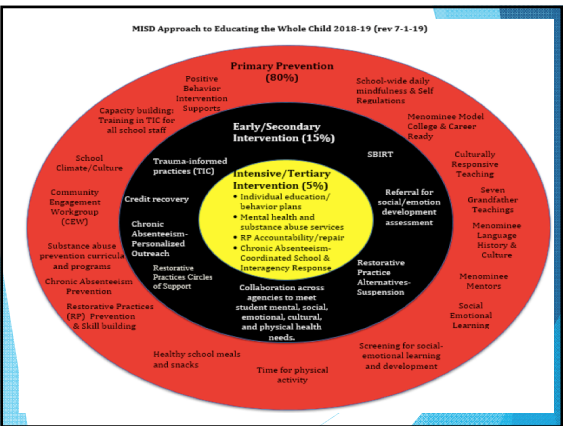 MISD Approach to Educating the Whole Child 2018-19 (rev 7-1-19)
Primary Prevention
(80%)
Positive
Behavior
Intervention
Supports
School-wide daily
mindfulness & Self
Regulations
Capacity building:
Training in TIC for
all school staff
Menominee Model
College & Career
Ready
Early/Secondary
Intervention (15%)
School
Climate/Culture
Trauma-informed
practices (TIC)
SBIRT
Culturally
Responsive
Teaching
Intensive/Tertiary
Intervention (5%)
• Individual education/
behavior plans
• Mental health and
substance abuse services
• RP Accountability/repair
• Chronic Absenteeism-
Coordinated School &
Interagency Response
Community
Engagement
Workgroup
(CEW)
Credit recovery
Referral for
social/emotion
development
assessment
Seven
Grandfather
Teachings
Chronic
Absenteeism-
Personalized
Outreach
Menominee
Language
History &
Culture
Substance abuse
prevention curricula
and programs
Restorative
Practices Circles
of Support
Restorative
Practice
Alternatives-
Suspension
Menominee
Mentors
Chronic Absenteeism
Prevention
Collaboration across
agencies to meet
student mental, social,
emotional, cultural,
and physical health
needs.
Restorative Practices
(RP) Prevention
& Skill building
Social
Emotional
Learning
Healthy school meals
and snacks
Time for physical
activity
Screening for social-
emotional learning
and development